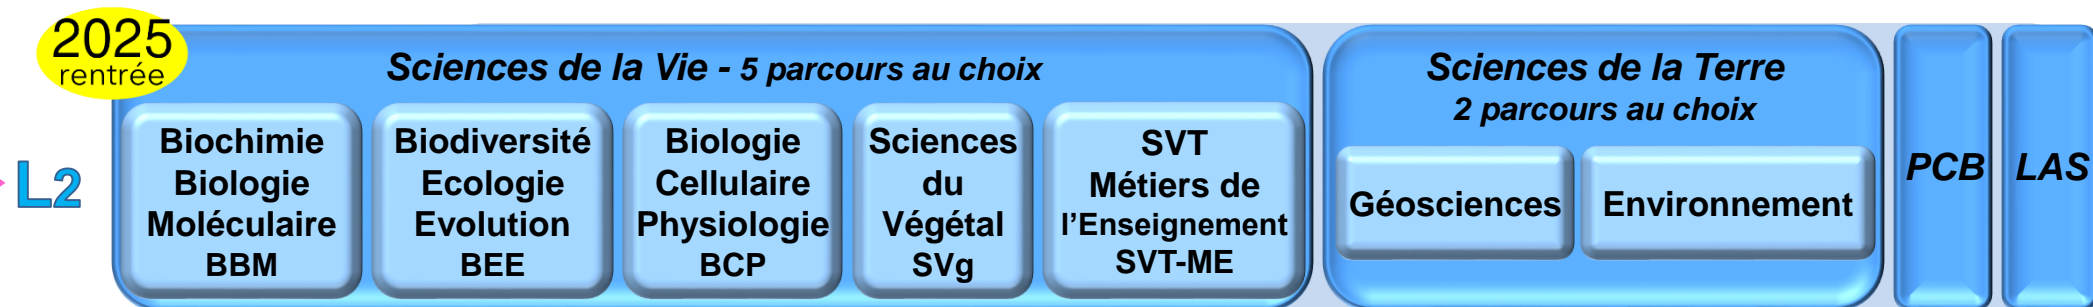 2025
rentrée
Sciences de la Vie - 5 parcours au choix
Sciences de la Terre
2 parcours au choix
L2
Biochimie
Biologie
Moléculaire
BBM
Biodiversité
Ecologie
Evolution
BEE
Biologie
Cellulaire
Physiologie
BCP
Sciences
du
Végétal
SVg
SVT
Métiers de
l’Enseignement
SVT-ME
Géosciences
Environnement
PCB
LAS